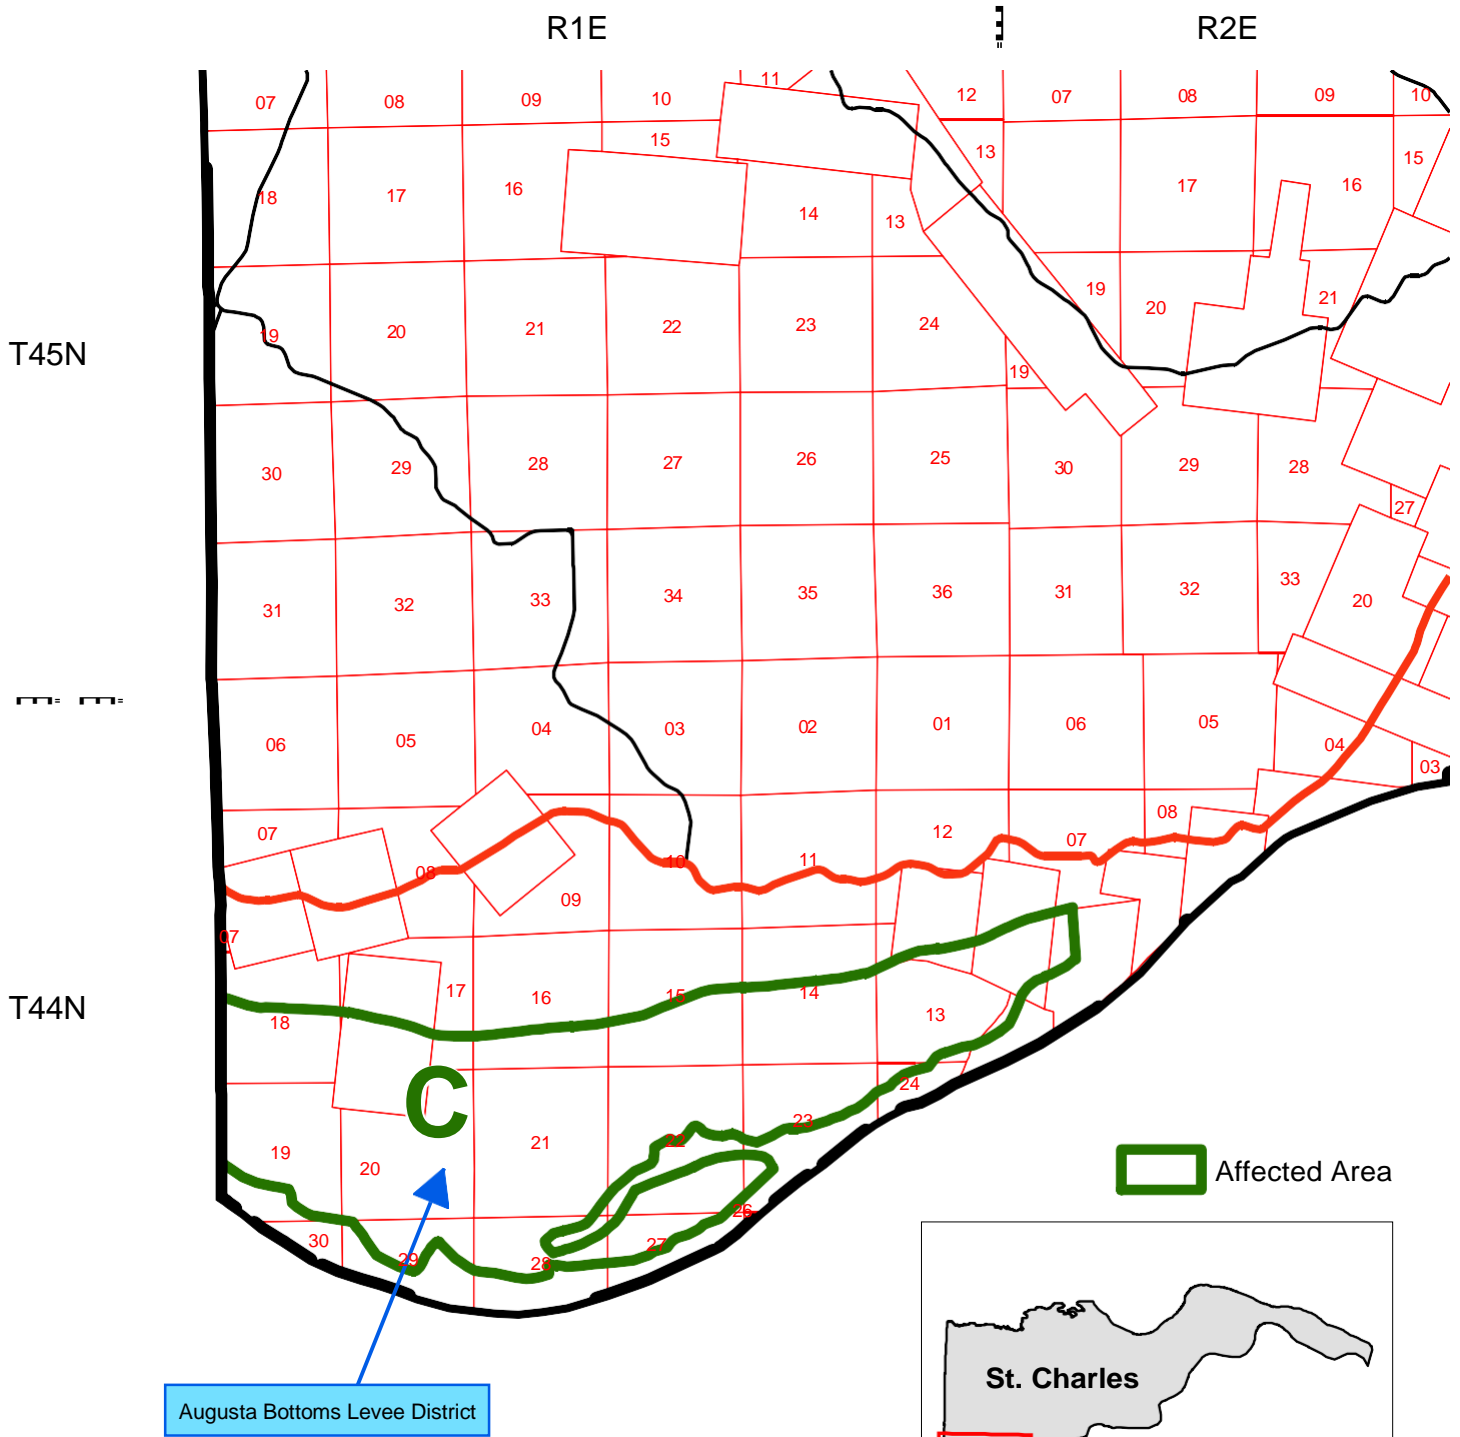 R1E R2E
07 08 09 10 11 12 07 08 09 10
15 13 15
18 17 16 14 13 17 16
19 20 21 22 23 24 19 20 21
T45N
19
30 29 28 27 26 25 30 29 28
27
31 32 33 34 35 36 31 32 33 20
06 05 04 03 02 01 06 05 04 03
07 08 09 10 11 12 07 08
07
T44N
18 17 16 15 14 13
C
19 20 21 22 23 24
30 29 28 27 26
Affected Area
St. Charles
Augusta Bottoms Levee District